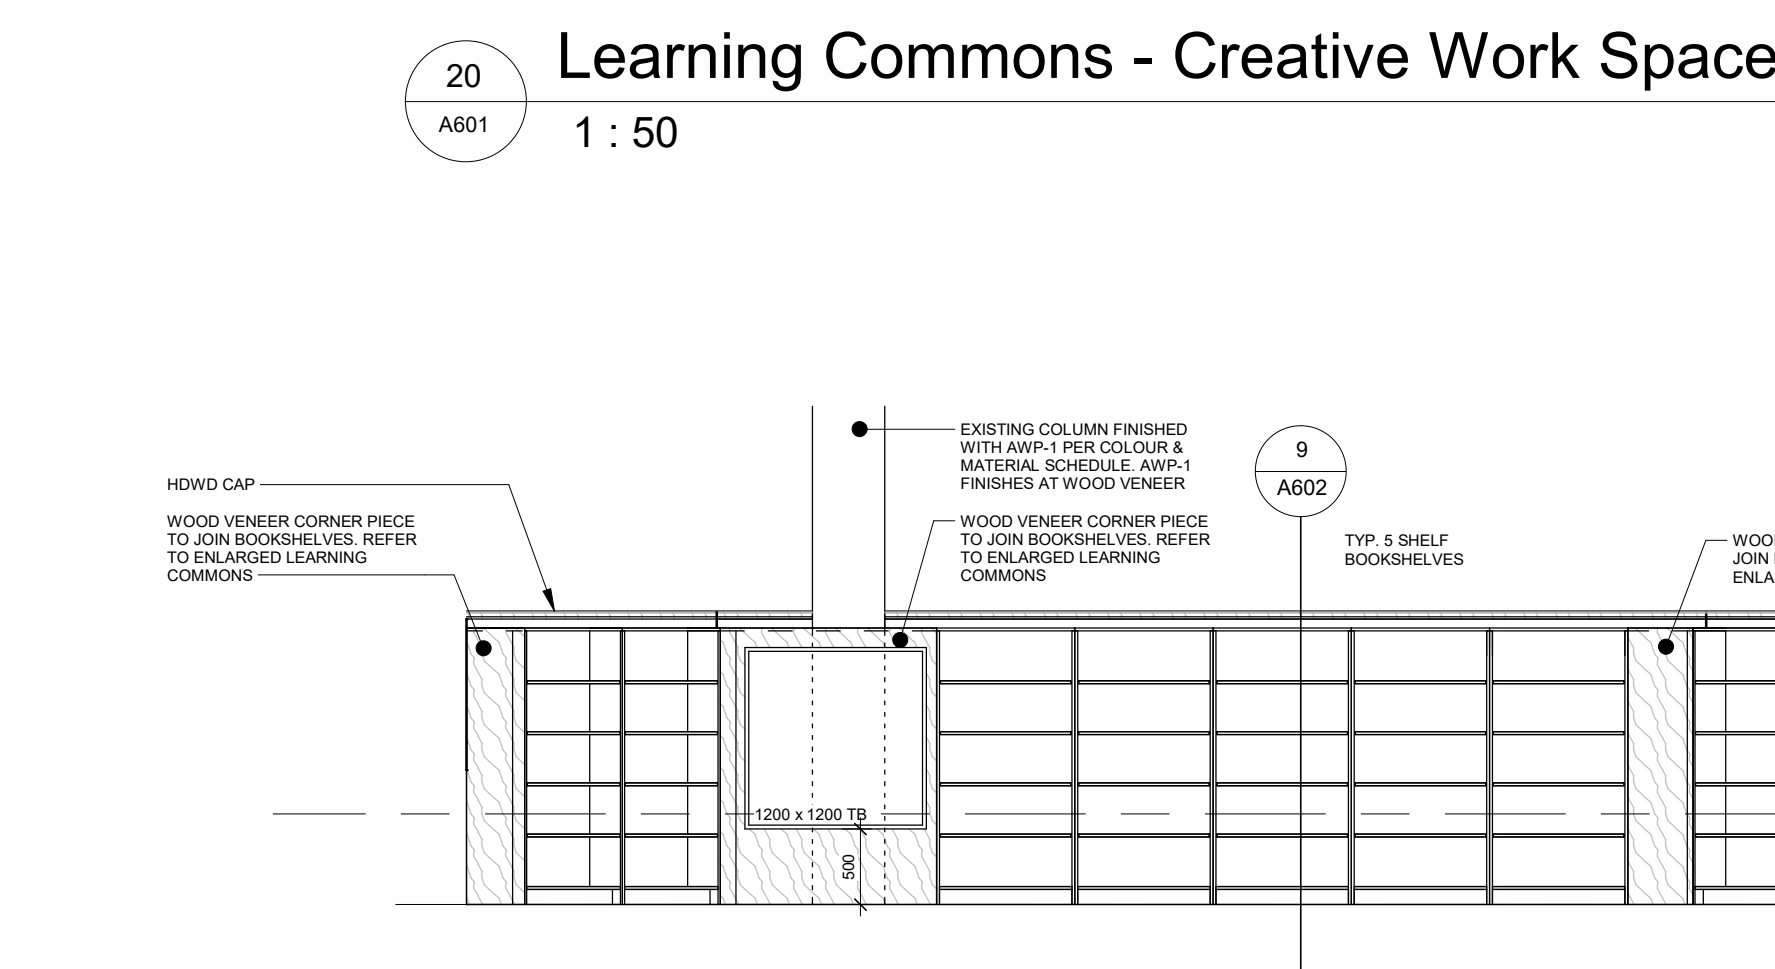 20
A601
Learning Commons - Creative Work Space
1 : 50
EXISTING COLUMN FINISHED
WITH AWP-1 PER COLOUR &
MATERIAL SCHEDULE. AWP-1
FINISHES AT WOOD VENEER
9
A602
HDWD CAP
WOOD VENEER CORNER PIECE
TO JOIN BOOKSHELVES. REFER
TO ENLARGED LEARNING
COMMONS
WOOD VENEER CORNER PIECE
TO JOIN BOOKSHELVES. REFER
TO ENLARGED LEARNING
COMMONS
TYP. 5 SHELF
BOOKSHELVES
JOIN
1200 x 1200 TB
500